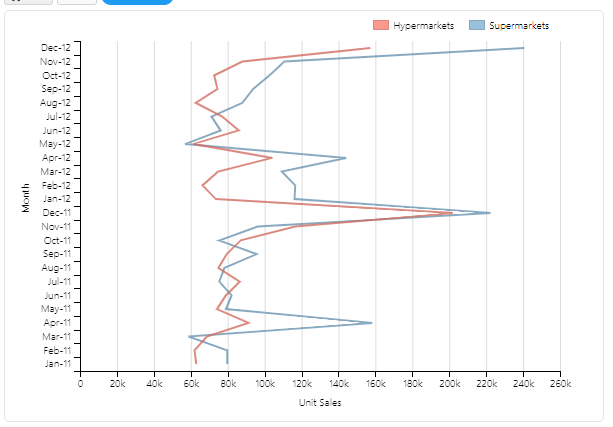 Hypermarkets Supermarkets
Dec-12
Nov-12
Oct-12
Sep-12
Aug-12
Jul-12
Jun-12
May-12
Apr-12
Mar-12
Feb-12
Jan-12
Dec-11
Nov-11
Oct-11
Sep-11
Aug-11
Jul-11
Jun-11
May-11
Apr-11
Mar-11
Feb-11
Jan-11
Month
0 20k 40k 60k 80k 100k 120k 140k 160k 180k 200k 220k 240k 260k
Unit Sales